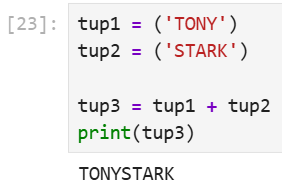 [23]:
tup1 = ('TONY')
tup2 = ('STARK')
tup3 = tup1 + tup2
print(tup3)
TONYSTARK